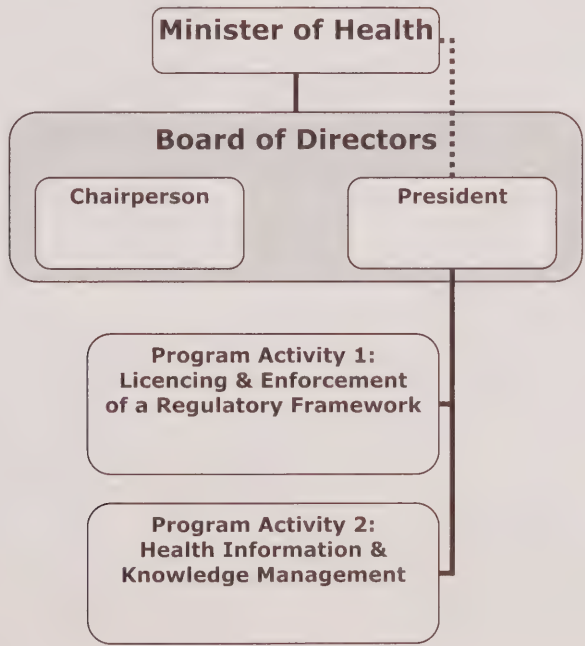 Minister of Health
Board of Directors
Chairperson
President
Program Activity 1:
Licencing & Enforcement
of a Regulatory Framework
Program Activity 2:
Health Information &
Knowledge Management